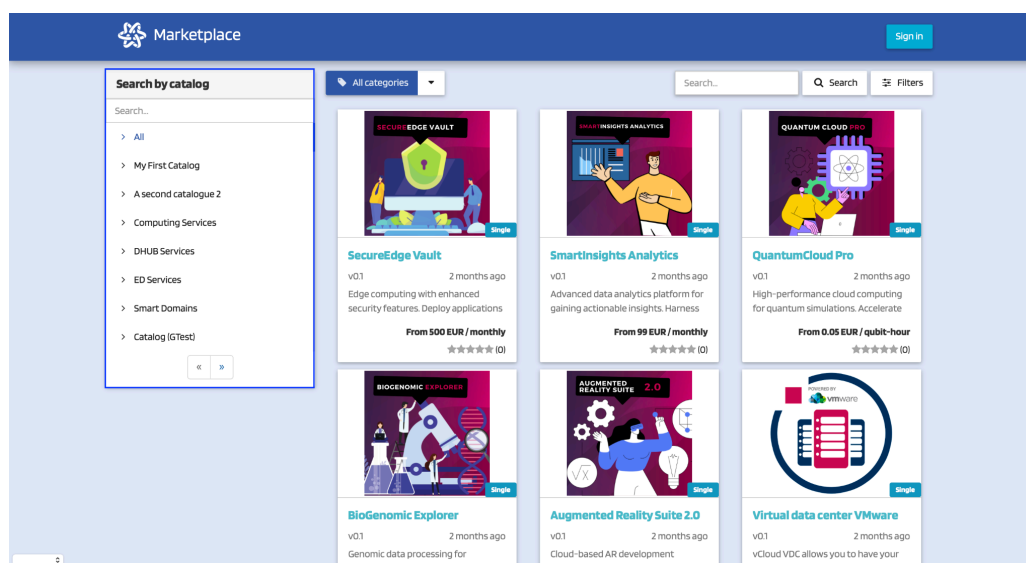 Marketplace
Sign in
Search by catalog
Search...
All
My First Catalog
A second catalogue 2
Computing Services
DHUB Services
ED Services
Smart Domains
Catalog (GTest)
« »
All categories
Search...
Search
Filters
SECUREEDGE VAULT
Single
SecureEdge Vault
v0.1 2 months ago
Edge computing with enhanced
security features. Deploy applications
From 500 EUR / monthly
(0)
SMARTINSIGHTS ANALYTICS
Single
SmartInsights Analytics
v0.1 2 months ago
Advanced data analytics platform for
gaining actionable insights. Harness
From 99 EUR / monthly
(0)
QUANTUM CLOUD PRO
Single
QuantumCloud Pro
v0.1 2 months ago
High-performance cloud computing
for quantum simulations. Accelerate
From 0.05 EUR / qubit-hour
(0)
BIOGENOMIC EXPLORER
Single
BioGenomic Explorer
v0.1 2 months ago
Genomic data processing for
AUGMENTED
REALITY SUITE 2.0
√x
Single
Augmented Reality Suite 2.0
v0.1 2 months ago
Cloud-based AR development
POWERED BY
vmware
Single
Virtual data center VMware
v0.1 2 months ago
vCloud VDC allows you to have your